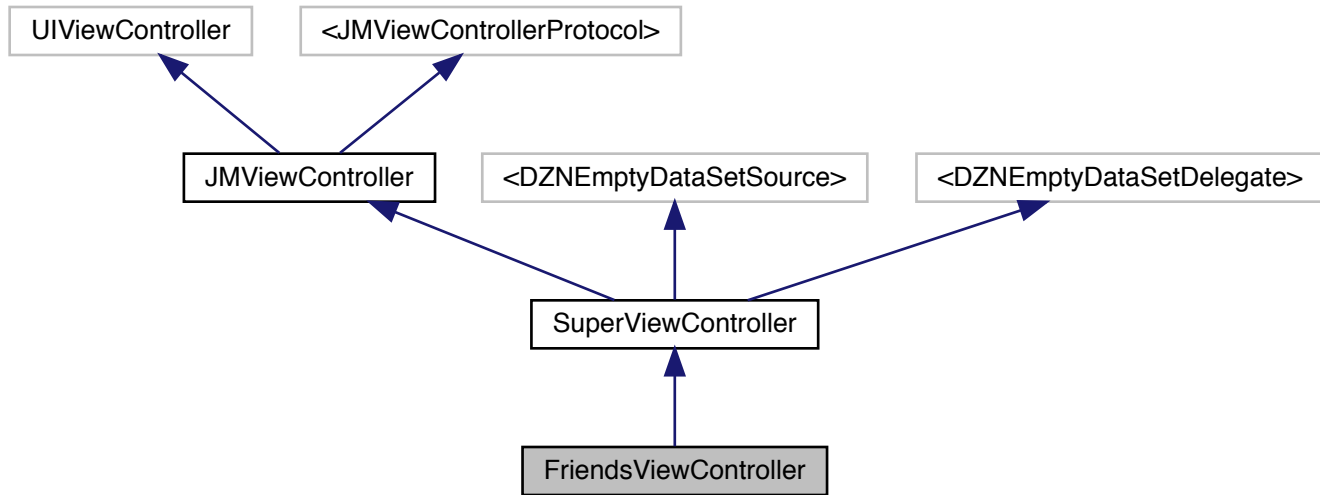 UIViewController
<JMViewControllerProtocol>
JMViewController
<DZNEmptyDataSetSource>
<DZNEmptyDataSetDelegate>
SuperViewController
FriendsViewController